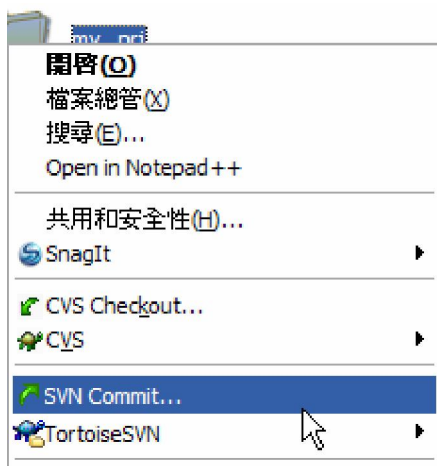 my_prj
開啓(O)
檔案總管(X)
搜尋(E)...
Open in Notepad++
共用和安全性(H)...
SnagIt
CVS Checkout...
CVS
SVN Commit...
TortoiseSVN